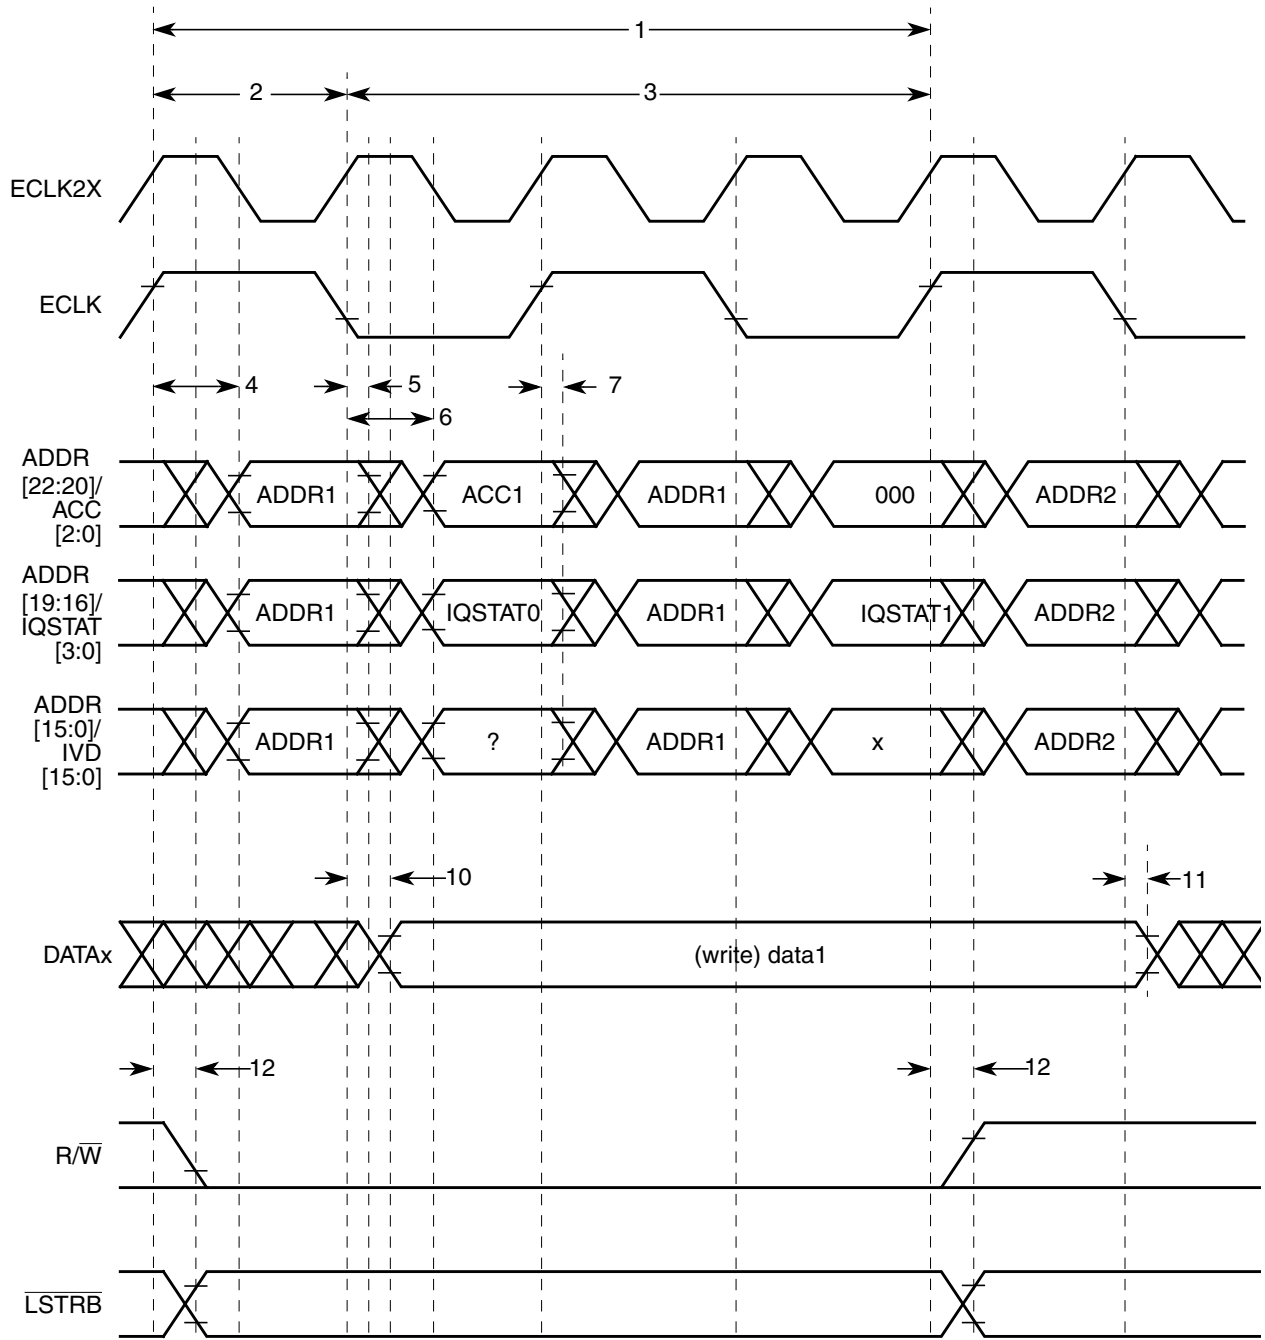 1
2 3
ECLK2X
ECLK
4 5 7
6
ADDR
[22:20]/
ACC
[2:0]
ADDR1 ACC1 ADDR1 000 ADDR2
ADDR
[19:16]/
IQSTAT
[3:0]
ADDR1 IQSTAT0 ADDR1 IQSTAT1 ADDR2
ADDR
[15:0]/
IVD
[15:0]
ADDR1 ? ADDR1 x ADDR2
10 11
DATAx (write) data1
12 12
R/W
LSTRB